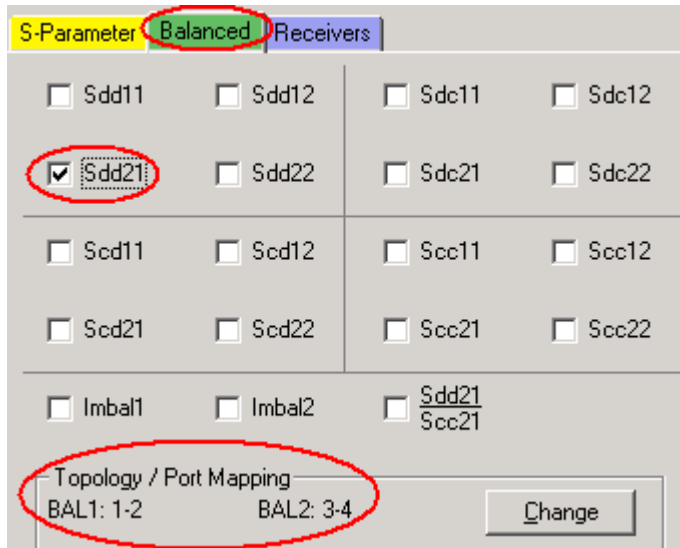 S-Parameter Balanced Receivers
Sdd11 Sdd12 Sdc11 Sdc12
Sdd21 Sdd22 Sdc21 Sdc22
Scd11 Scd12 Scc11 Scc12
Scd21 Scd22 Scc21 Scc22
Imbal1 Imbal2 Sdd21
Scc21
Topology / Port Mapping
BAL1: 1-2 BAL2: 3-4 Change